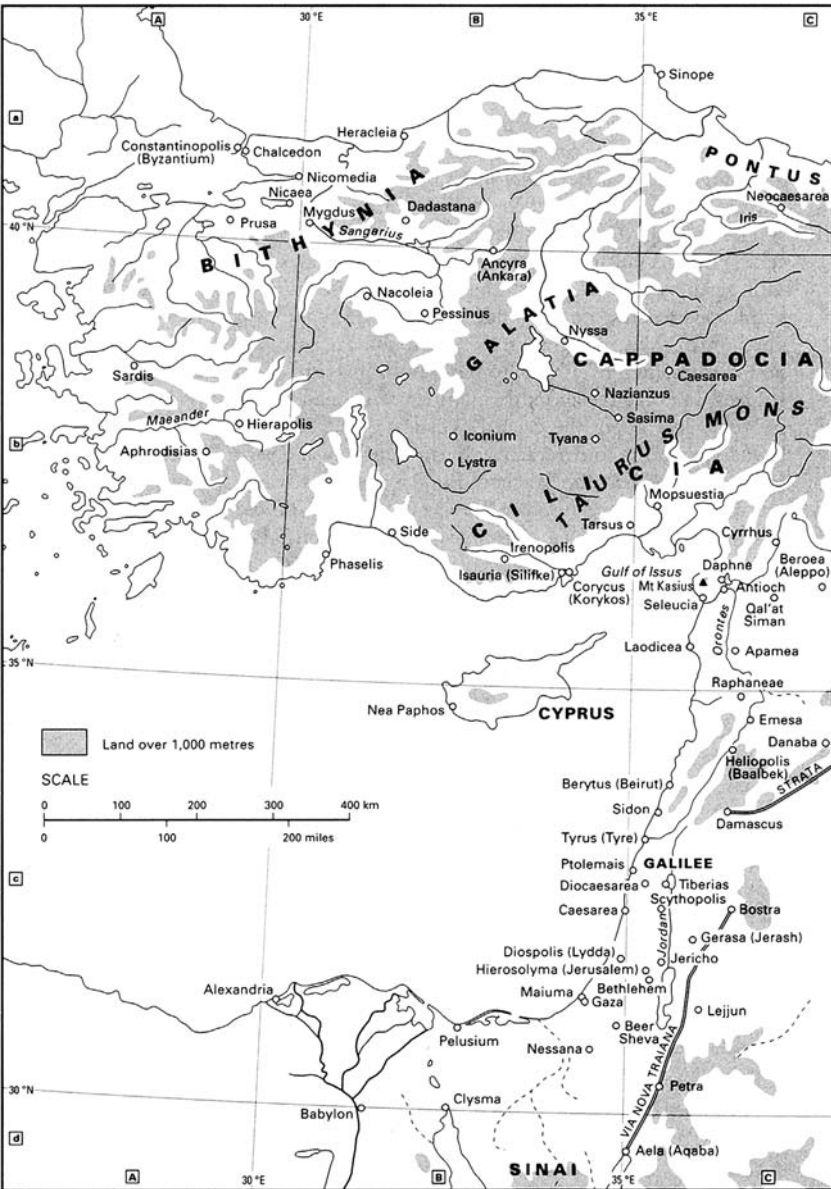 30 °E
35 °E
A
B
C
a
Sinope
Heracleia
Constantinopolis
(Byzantium)
Chalcedon
PONTUS
Nicomedia
Nicaea
Neocaesarea
Mygdus
Dadastana
Prusa
Iris
40 °N
Sangarius
BITHYNIA
Ancyra
(Ankara)
Nacoleia
Pessinus
GALATIA
Nyssa
CAPPADOCIA
Caesarea
Sardis
Nazianzus
Maeander
Hierapolis
Sasima
b
Iconium
Tyana
TAURUS MONS
Aphrodisias
Lystra
CILICIA
Mopsuestia
Tarsus
Side
Cyrrhus
Irenopolis
Phaselis
Gulf of Issus
Daphne
Beroea
(Aleppo)
Isauria (Silifke)
Corycus
(Korykos)
Mt Kasius
Antioch
Seleucia
Qal'at
Siman
Orontes
Laodicea
Apamea
35 °N
Raphaneae
Nea Paphos
CYPRUS
Emesa
Danaba
Land over 1,000 metres
Heliopolis
(Baalbek)
STRATA
SCALE
Berytus (Beirut)
0 100 200 300 400 km
Sidon
Damascus
0 100 200 miles
Tyrus (Tyre)
Ptolemais
GALILEE
c
Diocaesarea
Tiberias
Scythopolis
Caesarea
Bostra
Jordan
Gerasa (Jerash)
Diospolis (Lydda)
Jericho
Hierosolyma (Jerusalem)
Alexandria
Bethlehem
Maiuma
Gaza
Lejjun
Pelusium
Beer
Sheva
Nessana
VIA NOVA TRAIANA
30 °N
Petra
Babylon
Clysma
d
Aela (Aqaba)
SINAI
A
30 °E
B
35 °E
C